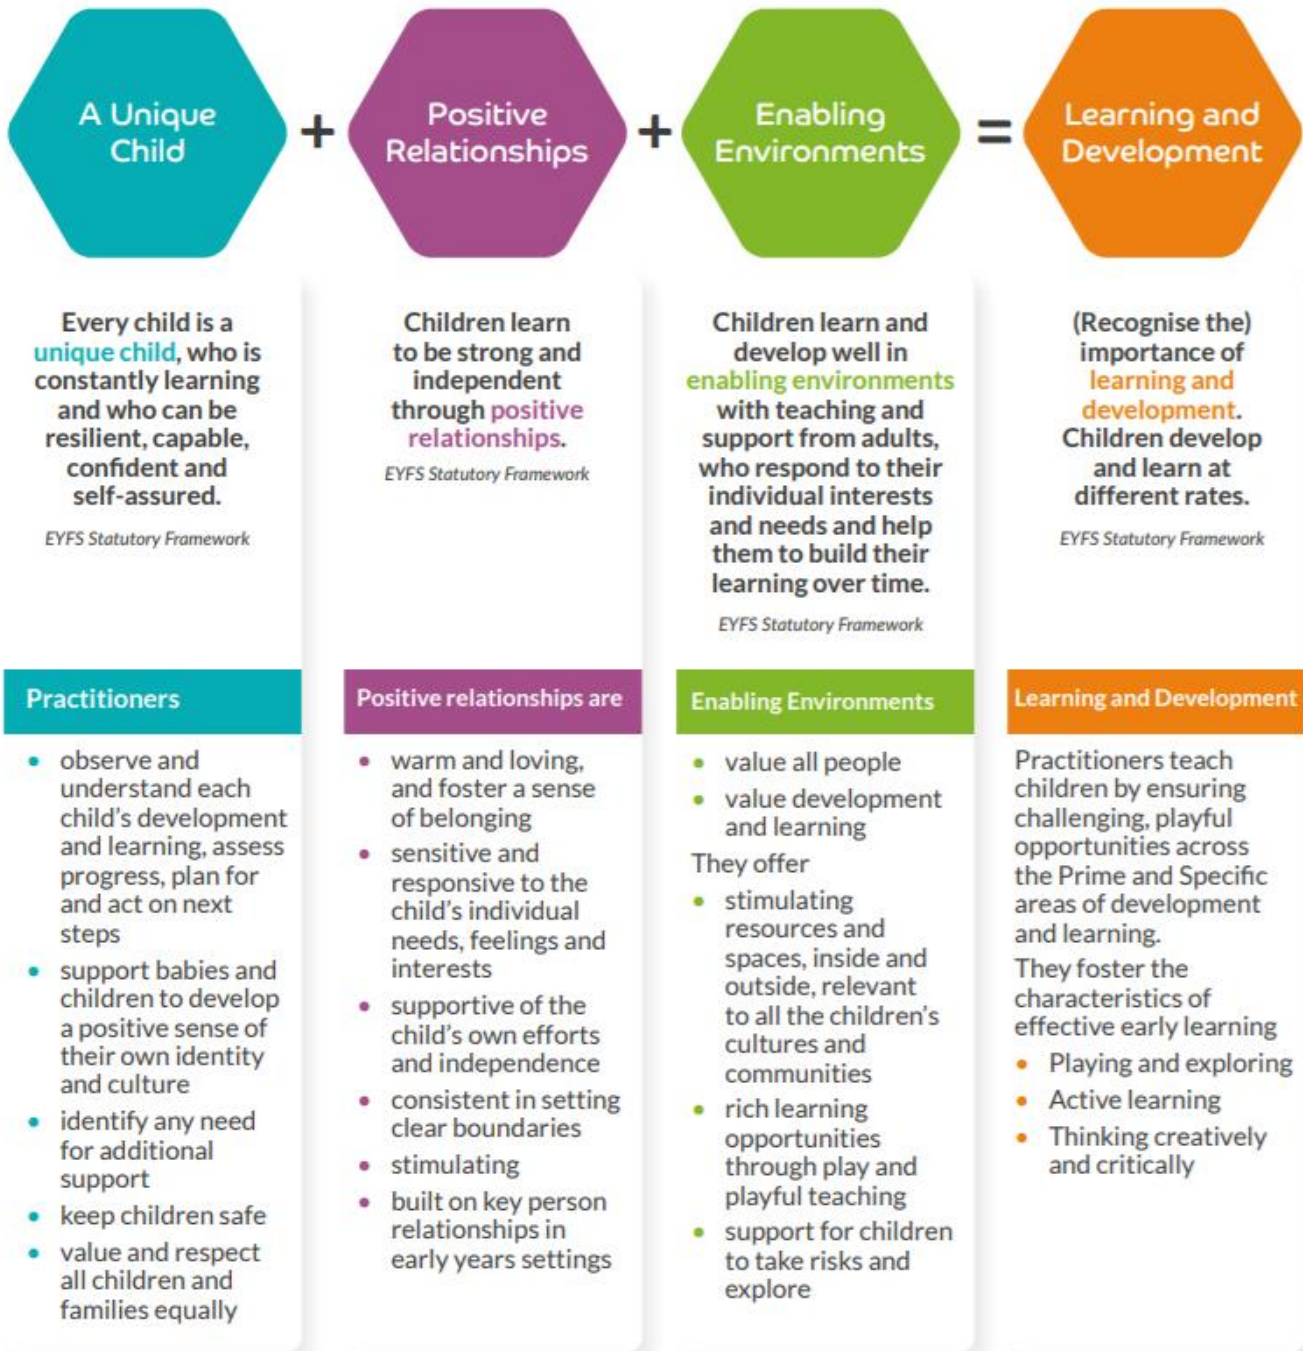 A Unique
Child
+
Positive
Relationships
+
Enabling
Environments
=
Learning and
Development
Every child is a
unique child, who is
constantly learning
and who can be
resilient, capable,
confident and
self-assured.
EYFS Statutory Framework
Children learn
to be strong and
independent
through positive
relationships.
EYFS Statutory Framework
Children learn and
develop well in
enabling environments
with teaching and
support from adults,
who respond to their
individual interests
and needs and help
them to build their
learning over time.
EYFS Statutory Framework
(Recognise the)
importance of
learning and
development.
Children develop
and learn at
different rates.
EYFS Statutory Framework
Practitioners
• observe and
understand each
child's development
and learning, assess
progress, plan for
and act on next
steps
• support babies and
children to develop
a positive sense of
their own identity
and culture
• identify any need
for additional
support
• keep children safe
• value and respect
all children and
families equally
Positive relationships are
• warm and loving,
and foster a sense
of belonging
• sensitive and
responsive to the
child's individual
needs, feelings and
interests
• supportive of the
child's own efforts
and independence
• consistent in setting
clear boundaries
• stimulating
• built on key person
relationships in
early years settings
Enabling Environments
• value all people
• value development
and learning
They offer
• stimulating
resources and
spaces, inside and
outside, relevant
to all the children's
cultures and
communities
• rich learning
opportunities
through play and
playful teaching
• support for children
to take risks and
explore
Learning and Development
Practitioners teach
children by ensuring
challenging, playful
opportunities across
the Prime and Specific
areas of development
and learning.
They foster the
characteristics of
effective early learning
• Playing and exploring
• Active learning
• Thinking creatively
and critically